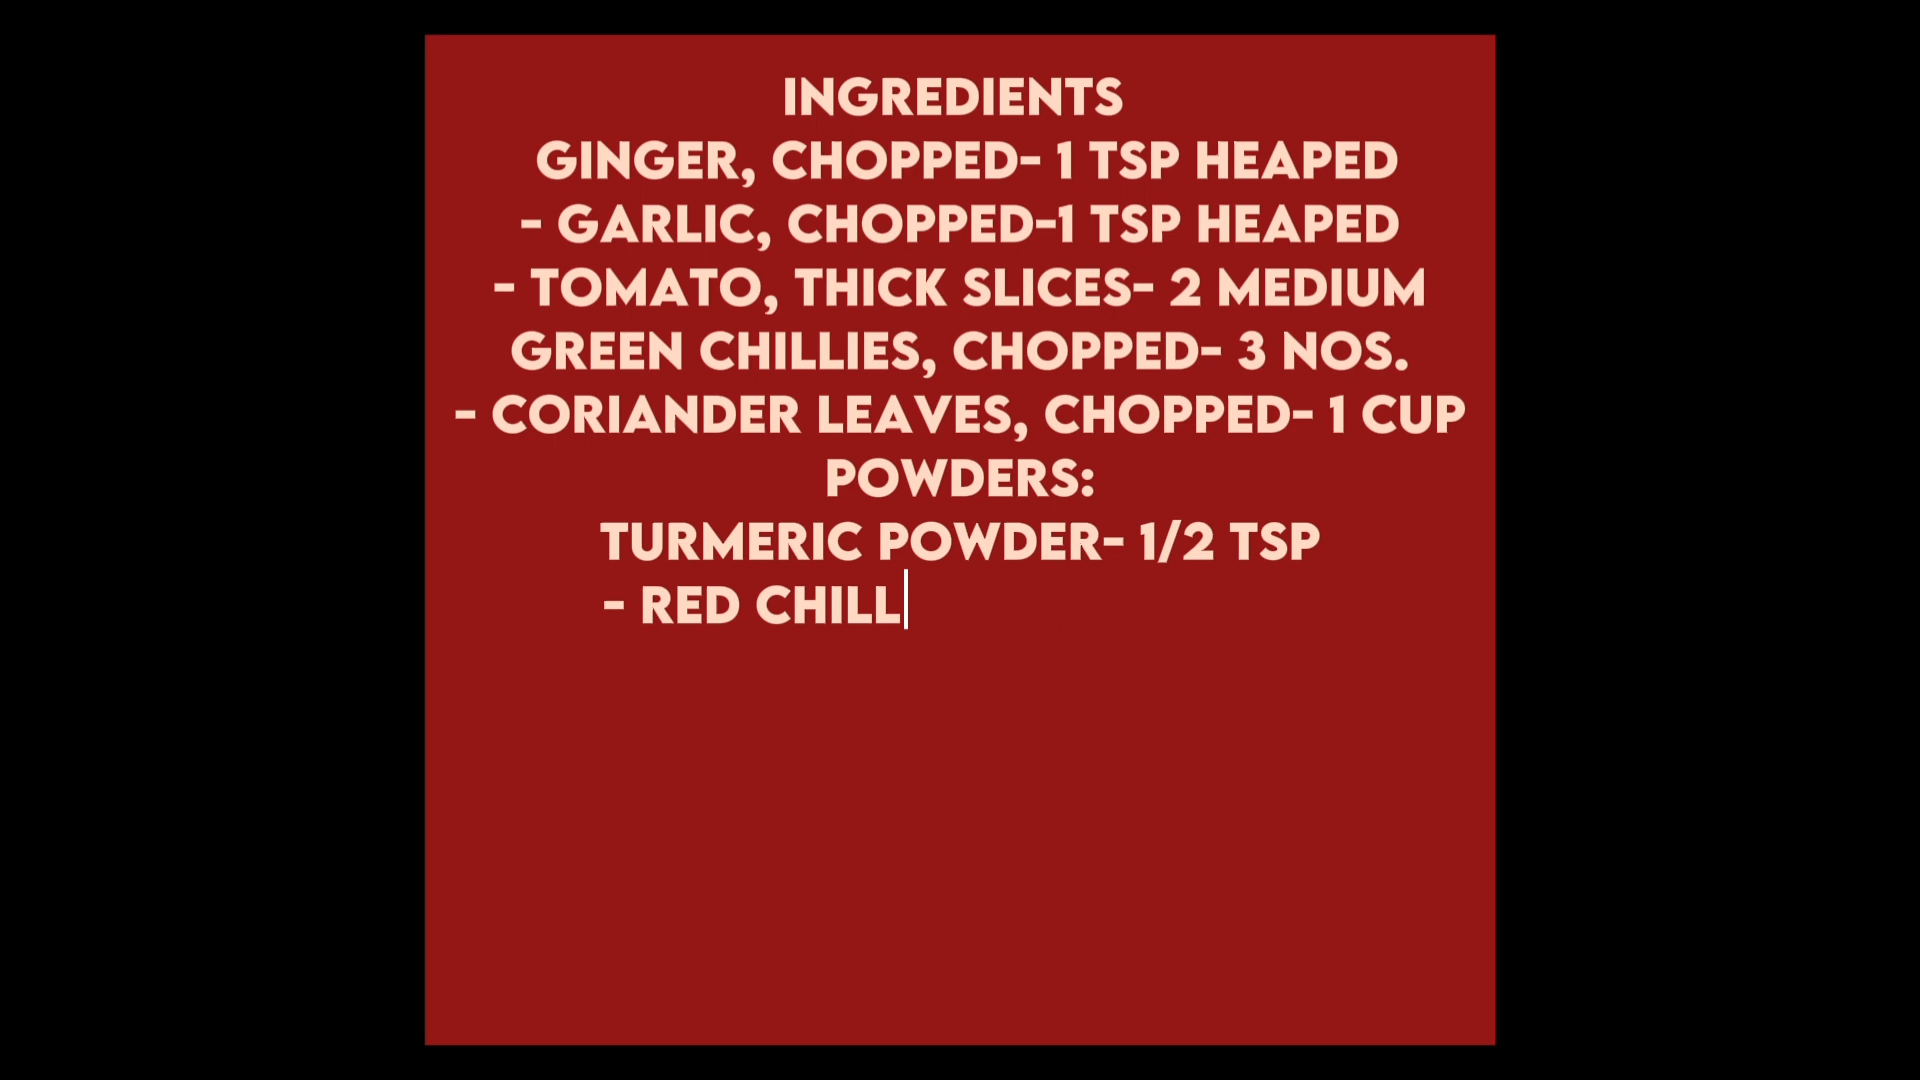 INGREDIENTS
GINGER, CHOPPED- 1 TSP HEAPED
- GARLIC, CHOPPED-1 TSP HEAPED
- TOMATO, THICK SLICES- 2 MEDIUM
GREEN CHILLIES, CHOPPED- 3 NOS.
- CORIANDER LEAVES, CHOPPED- 1 CUP
POWDERS:
TURMERIC POWDER- 1/2 TSP
- RED CHILL